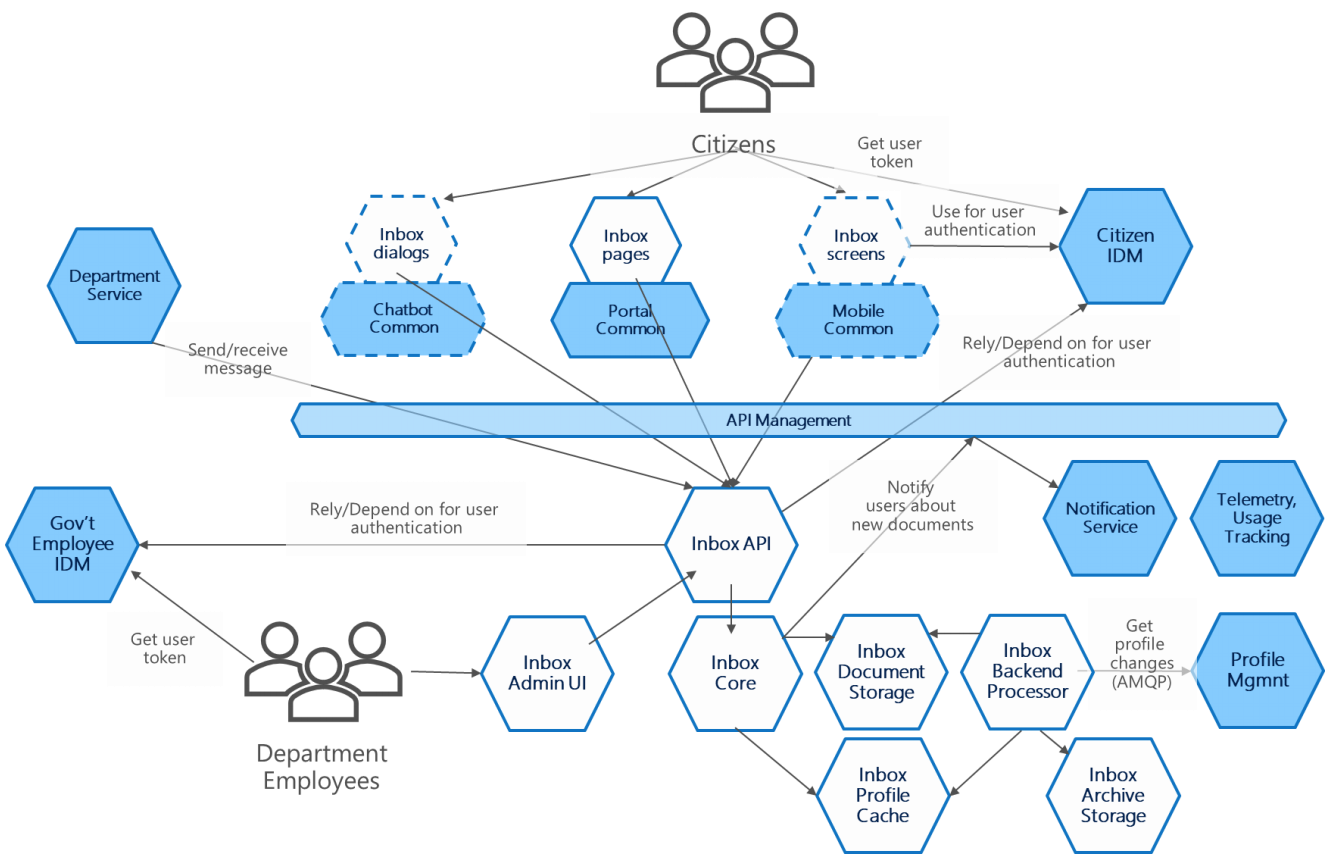 Citizens
Get user
token
Inbox
dialogs
Inbox
pages
Inbox
screens
Use for user
authentication
Citizen
IDM
Department
Service
Chatbot
Common
Portal
Common
Mobile
Common
Send/receive
message
Rely/Depend on for user
authentication
API Management
Gov't
Employee
IDM
Rely/Depend on for user
authentication
Inbox API
Notify
users about
new documents
Notification
Service
Telemetry,
Usage
Tracking
Get user
token
Inbox
Admin UI
Inbox
Core
Inbox
Document
Storage
Inbox
Backend
Processor
Get
profile
changes
(AMQP)
Profile
Mgmnt
Department
Employees
Inbox
Profile
Cache
Inbox
Archive
Storage